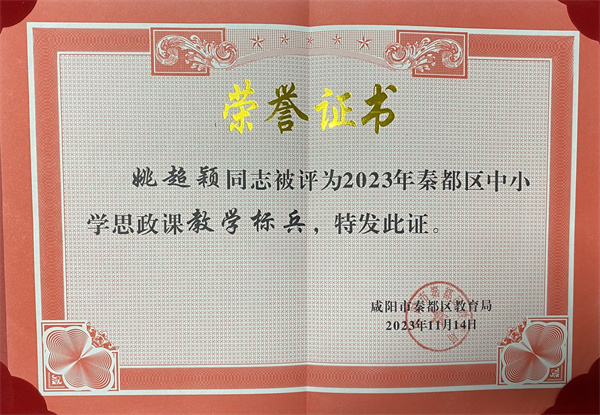 荣誉证书
姚超颖同志被评为2023年秦都区中小
学思政课教学标兵，特发此证。
咸阳市秦都区教育局
2023年11月14日